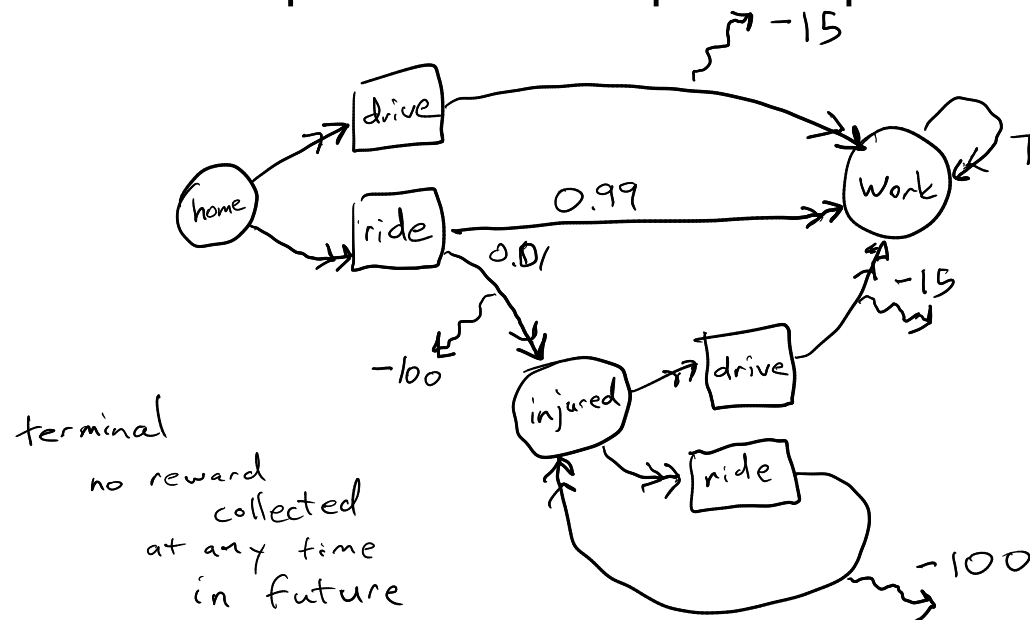 -15
drive
home
ride
0.99
Work
0.01
-15
-100
injured
drive
ride
-100
terminal
no reward
collected
at any time
in future